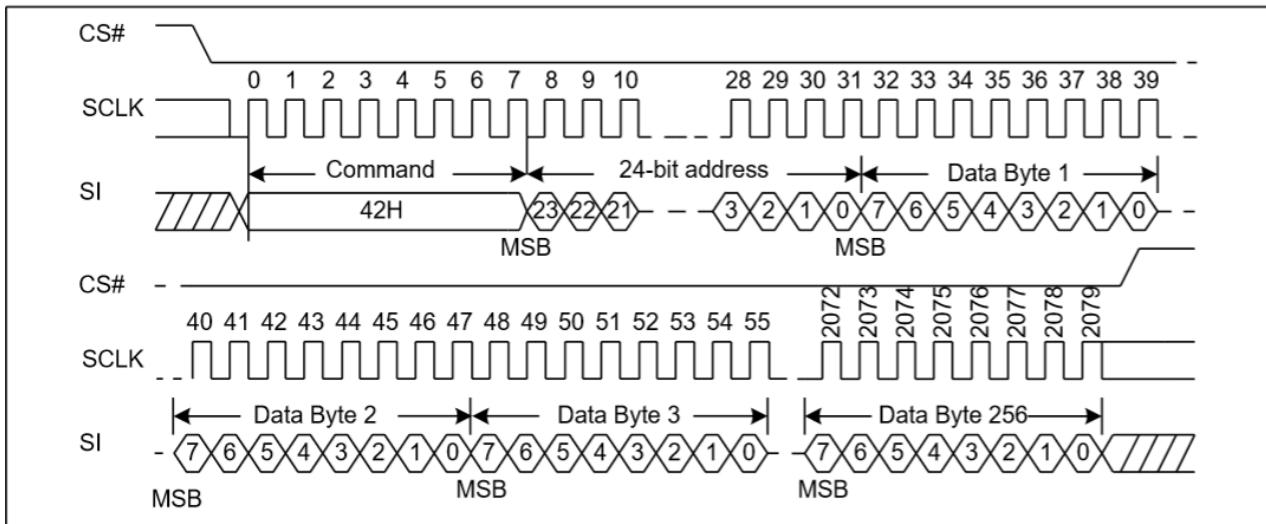 CS#
0 1 2 3 4 5 6 7 8 9 10 28 29 30 31 32 33 34 35 36 37 38 39
SCLK
Command 24-bit address Data Byte 1
SI
42H 23 22 21 3 2 1 0 7 6 5 4 3 2 1 0
MSB MSB
CS#
40 41 42 43 44 45 46 47 48 49 50 51 52 53 54 55 2072 2073 2074 2075 2076 2077 2078 2079
SCLK
Data Byte 2 Data Byte 3 Data Byte 256
SI
7 6 5 4 3 2 1 0 7 6 5 4 3 2 1 0 7 6 5 4 3 2 1 0
MSB MSB MSB